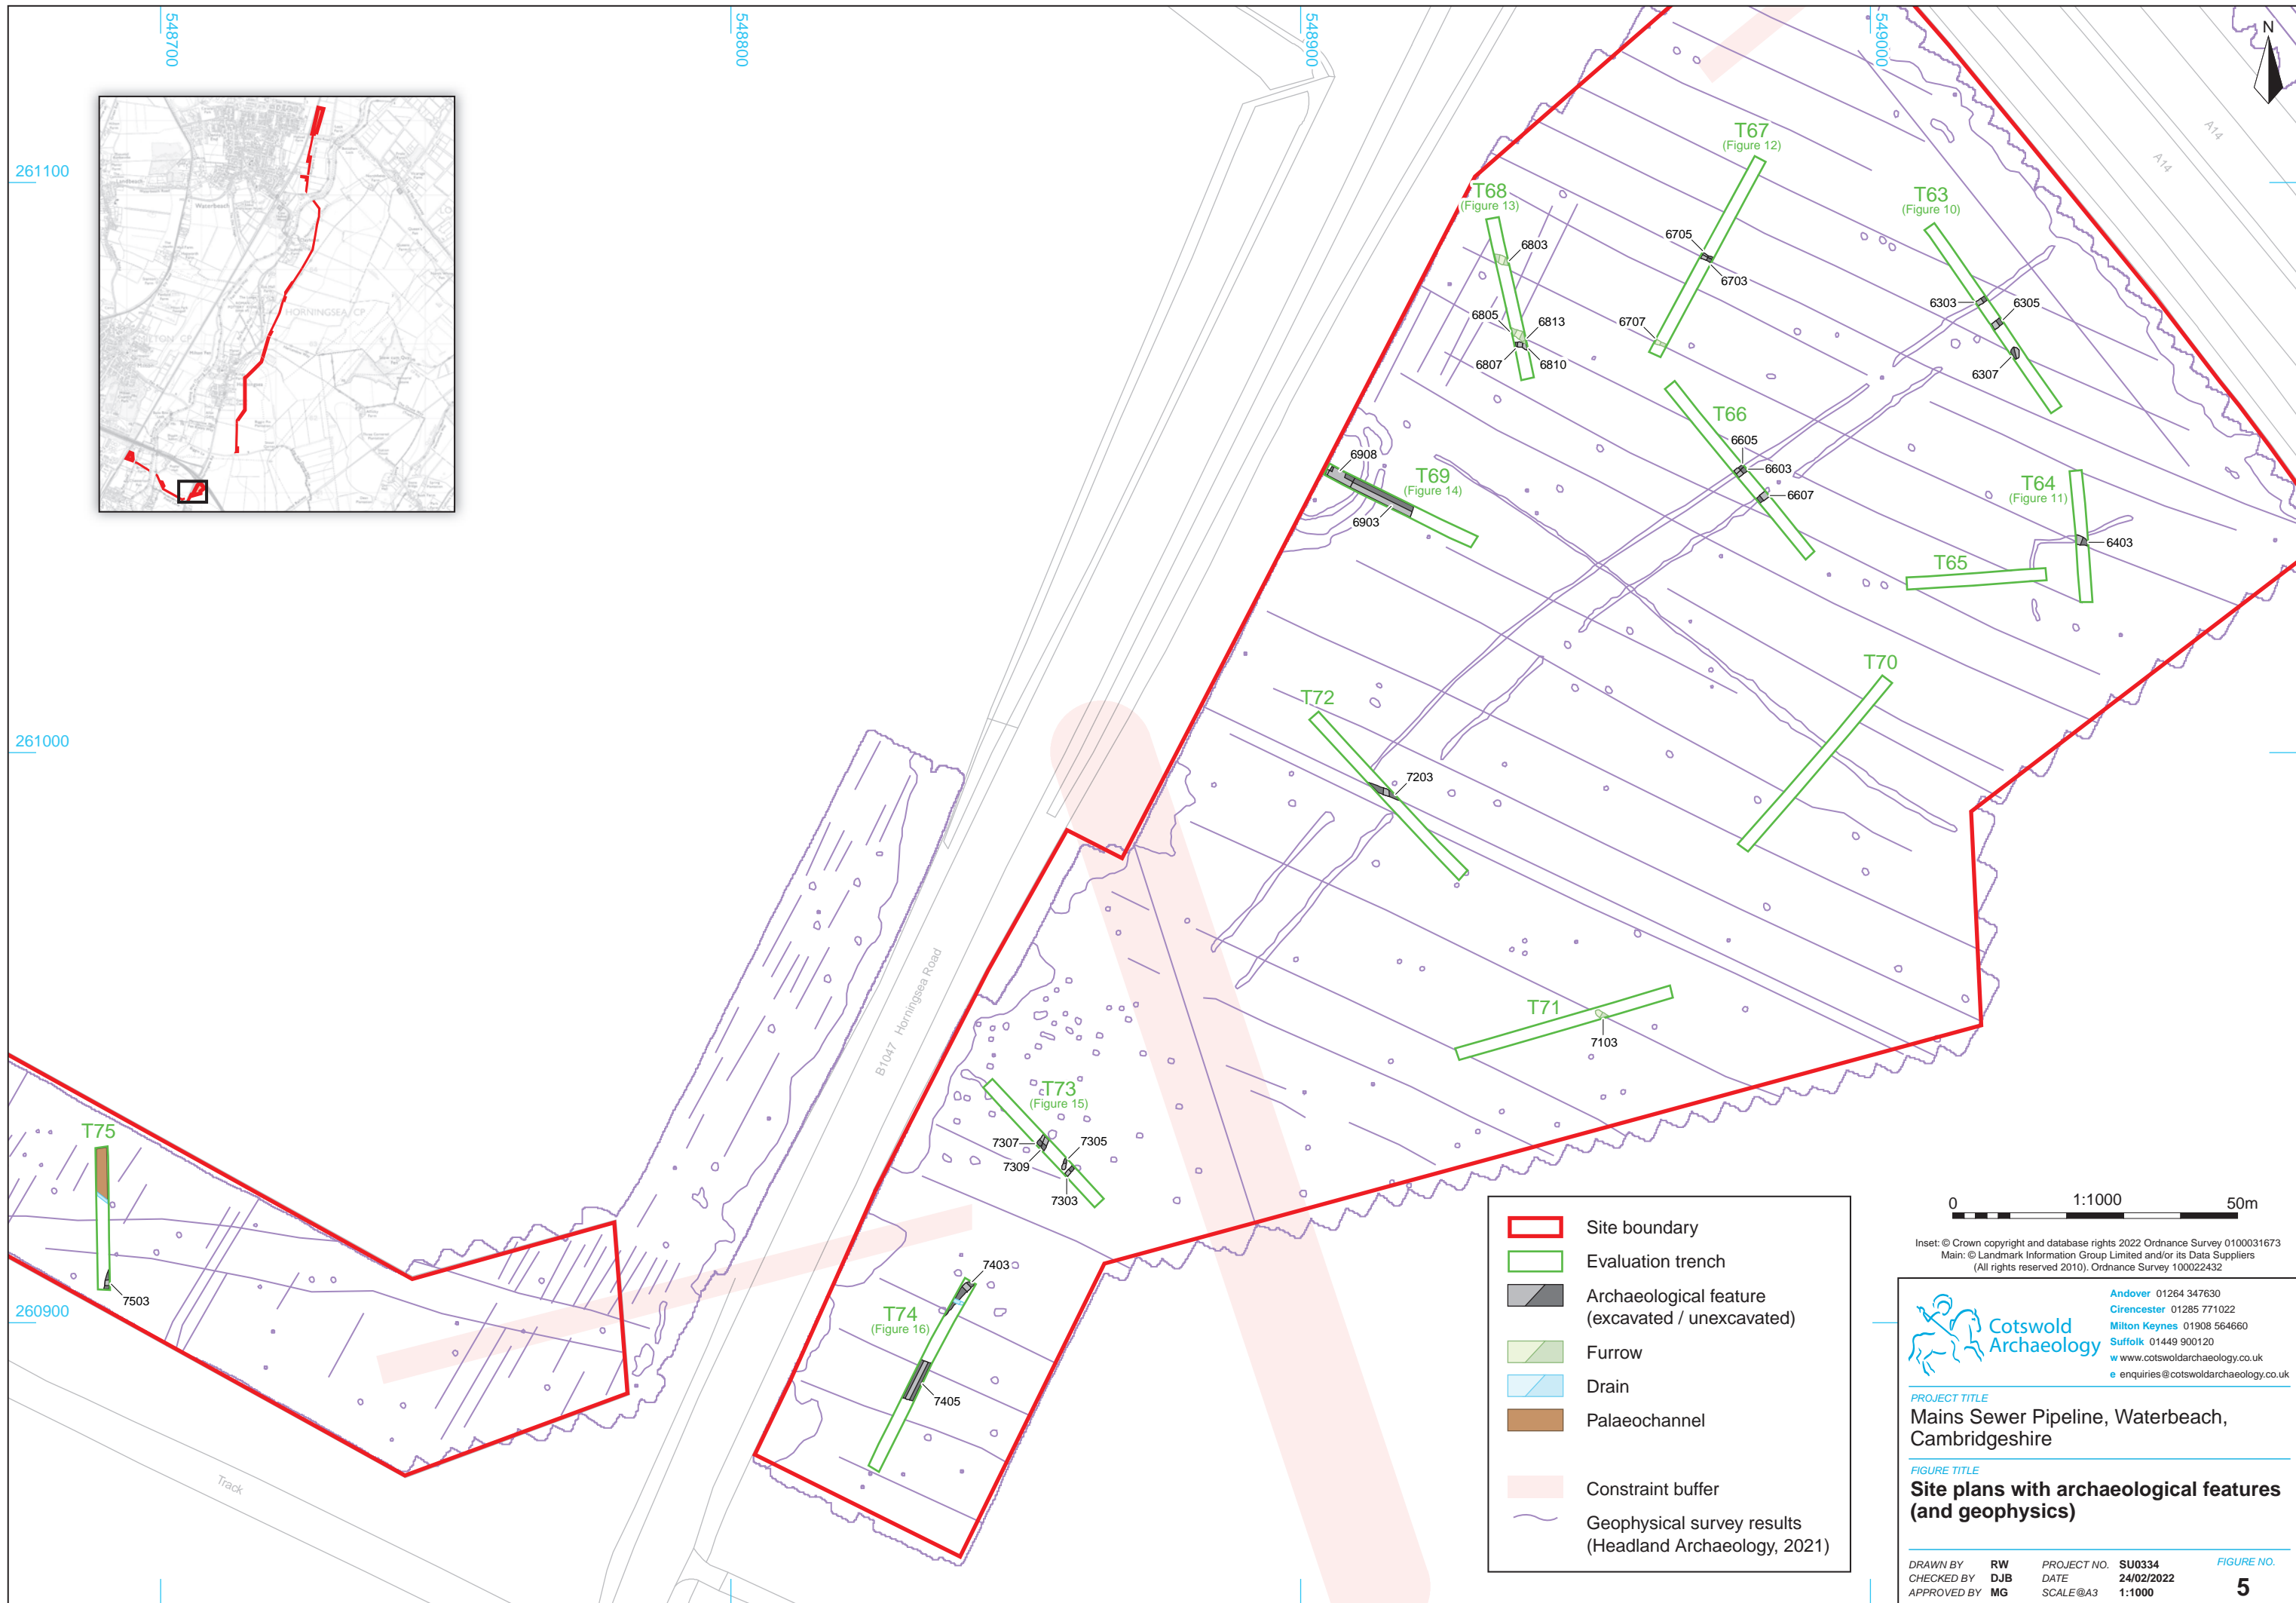 548700
548800
548900
549000
N
261100
261000
260900
A14
A14
HORNINGSEA CP
Waterbeach
T67
(Figure 12)
6705
6703
6707
T68
(Figure 13)
6803
6805
6813
6807
6810
T63
(Figure 10)
6303
6305
6307
T66
6605
6603
6607
T64
(Figure 11)
6403
T65
6908
T69
(Figure 14)
6903
T70
T72
7203
T71
7103
B1047 Horningsea Road
T73
(Figure 15)
7307
7305
7309
7303
T75
7503
T74
(Figure 16)
7403
7405
Track
Site boundary
Evaluation trench
Archaeological feature
(excavated / unexcavated)
Furrow
Drain
Palaeochannel
Constraint buffer
Geophysical survey results
(Headland Archaeology, 2021)
0 1:1000 50m
Inset: © Crown copyright and database rights 2022 Ordnance Survey 0100031673
Main: © Landmark Information Group Limited and/or its Data Suppliers
(All rights reserved 2010). Ordnance Survey 100022432
Cotswold
Archaeology
Andover 01264 347630
Cirencester 01285 771022
Milton Keynes 01908 564660
Suffolk 01449 900120
w www.cotswoldarchaeology.co.uk
e enquiries@cotswoldarchaeology.co.uk
PROJECT TITLE
Mains Sewer Pipeline, Waterbeach,
Cambridgeshire
FIGURE TITLE
Site plans with archaeological features
(and geophysics)
DRAWN BY RW PROJECT NO. SU0334 FIGURE NO.
CHECKED BY DJB DATE 24/02/2022
APPROVED BY MG SCALE@A3 1:1000 5